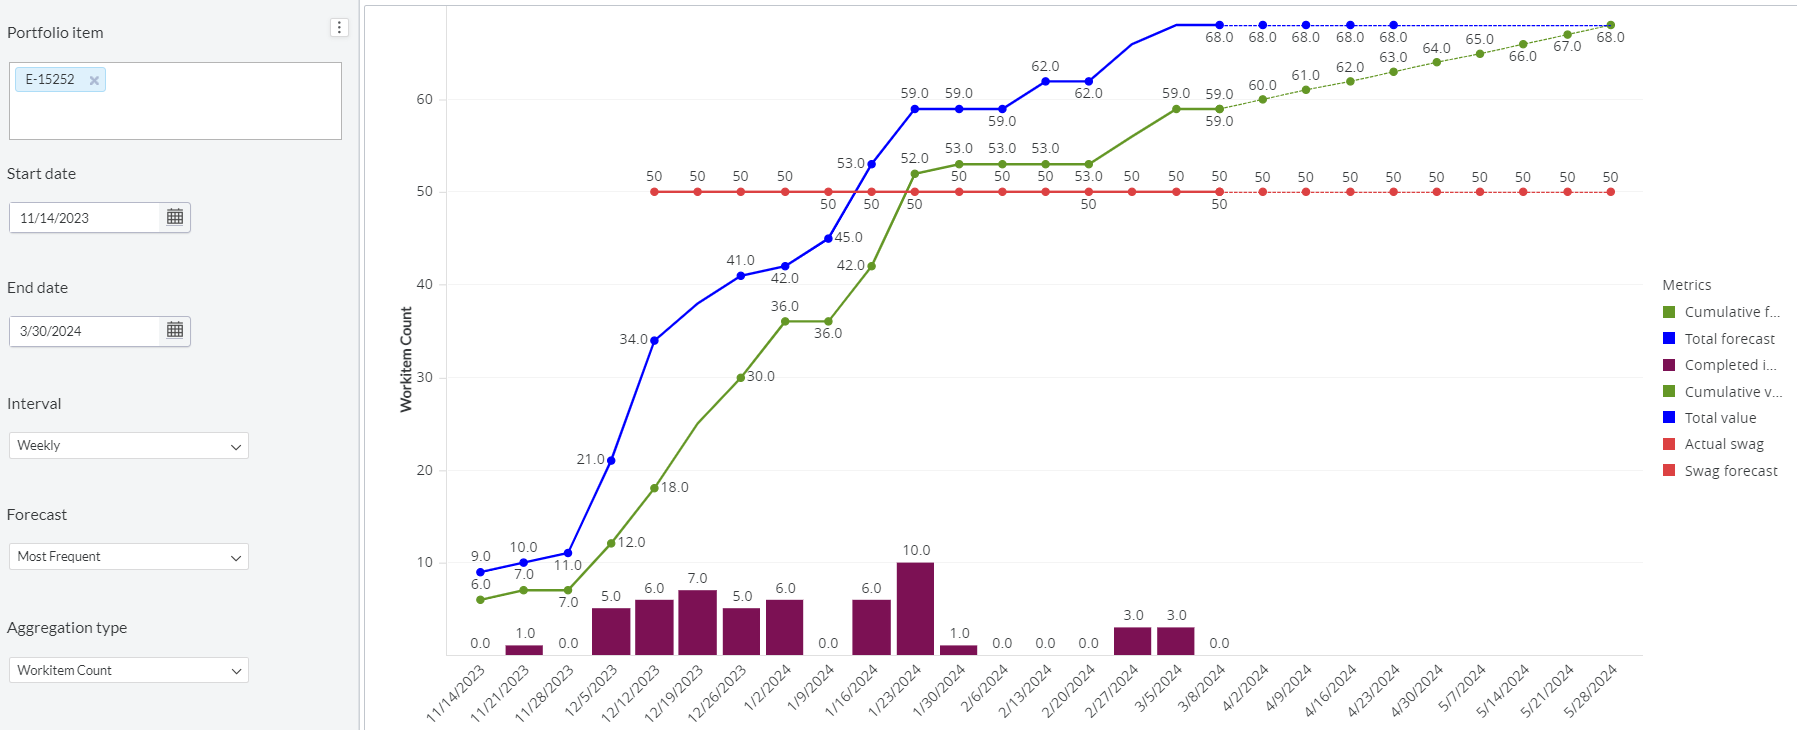 Portfolio item
E-15252
Start date
11/14/2023
End date
3/30/2024
Interval
Weekly
Forecast
Most Frequent
Aggregation type
Workitem Count
Workitem Count
60
50
40
30
20
10
68.0 68.0 68.0 68.0 68.0 68.0
59.0 59.0 59.0 62.0 62.0
59.0 59.0 59.0 60.0 61.0 62.0 63.0 64.0 65.0 66.0 67.0
53.0 52.0 53.0 53.0 53.0 53.0
50 50 50 50 50 50 50 50 50 50 50 50 50 50 50 50 50 50 50 50 50
50 50 50 50 50
45.0
41.0 42.0 42.0
34.0 36.0 36.0
30.0
21.0
18.0
12.0
9.0 10.0 11.0
6.0 7.0 7.0
0.0 1.0 0.0 5.0 6.0 7.0 5.0 6.0 0.0 6.0 10.0 1.0 0.0 0.0 0.0 3.0 3.0 0.0
11/14/2023 11/21/2023 11/28/2023 12/5/2023 12/12/2023 12/19/2023 12/26/2023 1/2/2024 1/9/2024 1/16/2024 1/23/2024 1/30/2024 2/6/2024 2/13/2024 2/20/2024 2/27/2024 3/5/2024 3/8/2024 4/2/2024 4/9/2024 4/16/2024 4/23/2024 4/30/2024 5/7/2024 5/14/2024 5/21/2024 5/28/2024
Metrics
Cumulative f...
Total forecast
Completed i...
Cumulative v...
Total value
Actual swag
Swag forecast